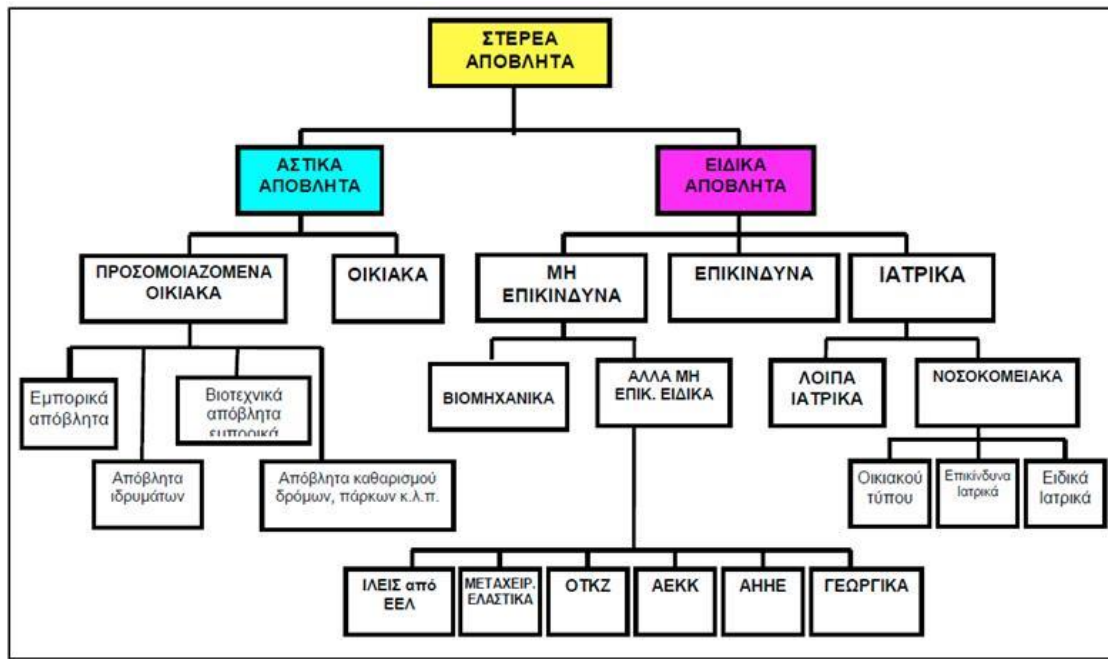 ΣΤΕΡΕΑ
ΑΠΟΒΛΗΤΑ
ΑΣΤΙΚΑ
ΑΠΟΒΛΗΤΑ
ΕΙΔΙΚΑ
ΑΠΟΒΛΗΤΑ
ΠΡΟΣΟΜΟΙΑΖΟΜΕΝΑ
ΟΙΚΙΑΚΑ
ΟΙΚΙΑΚΑ
ΜΗ
ΕΠΙΚΙΝΔΥΝΑ
ΕΠΙΚΙΝΔΥΝΑ
ΙΑΤΡΙΚΑ
Εμπορικά
απόβλητα
Απόβλητα
ιδρυμάτων
Βιοτεχνικά
απόβλητα
εμπορικά
Απόβλητα καθαρισμού
δρόμων, πάρκων κ.λ.π.
ΒΙΟΜΗΧΑΝΙΚΑ
ΑΛΛΑ ΜΗ
ΕΠΙΚ. ΕΙΔΙΚΑ
ΛΟΙΠΑ
ΙΑΤΡΙΚΑ
ΝΟΣΟΚΟΜΕΙΑΚΑ
Οικιακού
τύπου
Επικίνδυνα
Ιατρικά
Ειδικά
Ιατρικά
ΙΛΕΙΣ από
ΕΕΛ
ΜΕΤΑΧΕΙΡ.
ΕΛΑΣΤΙΚΑ
ΟΤΚΖ
ΑΕΚΚ
ΑΗΗΕ
ΓΕΩΡΓΙΚΑ